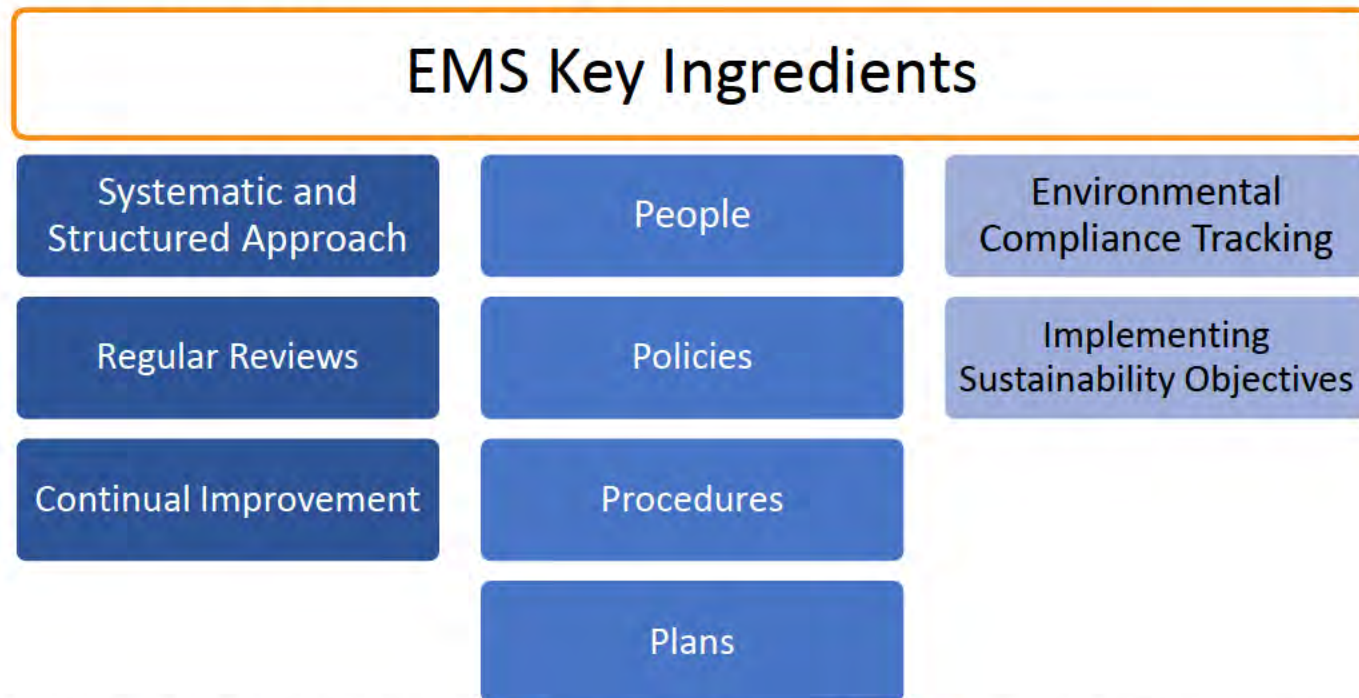 EMS Key Ingredients
Systematic and
Structured Approach
Regular Reviews
Continual Improvement
People
Policies
Procedures
Plans
Environmental
Compliance Tracking
Implementing
Sustainability Objectives